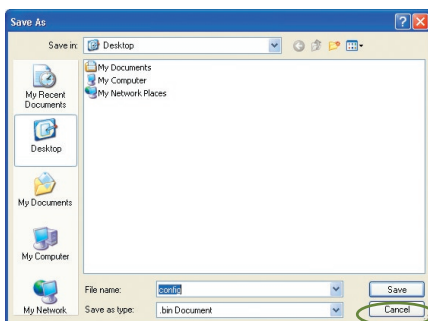 Save As
Save in:
Desktop
My Recent
Documents
Desktop
My Documents
My Computer
My Network
My Documents
My Computer
My Network Places
File name:
config
Save
Save as type:
.bin Document
Cancel